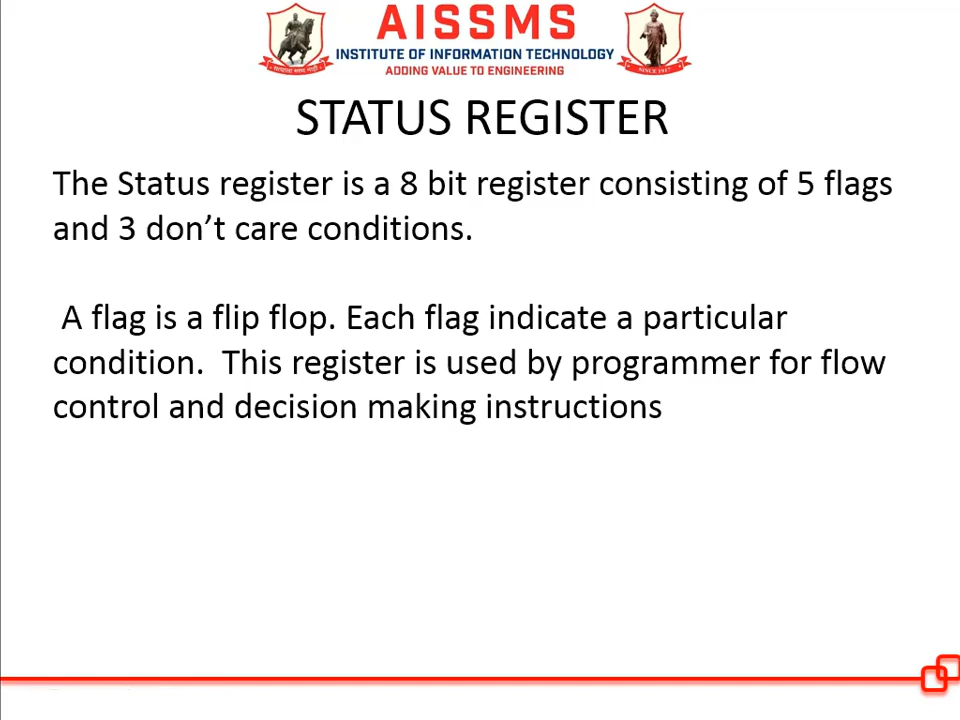 AISSMS
INSTITUTE OF INFORMATION TECHNOLOGY
ADDING VALUE TO ENGINEERING
SINCE 1917
STATUS REGISTER
The Status register is a 8 bit register consisting of 5 flags
and 3 don’t care conditions.
A flag is a flip flop. Each flag indicate a particular
condition. This register is used by programmer for flow
control and decision making instructions